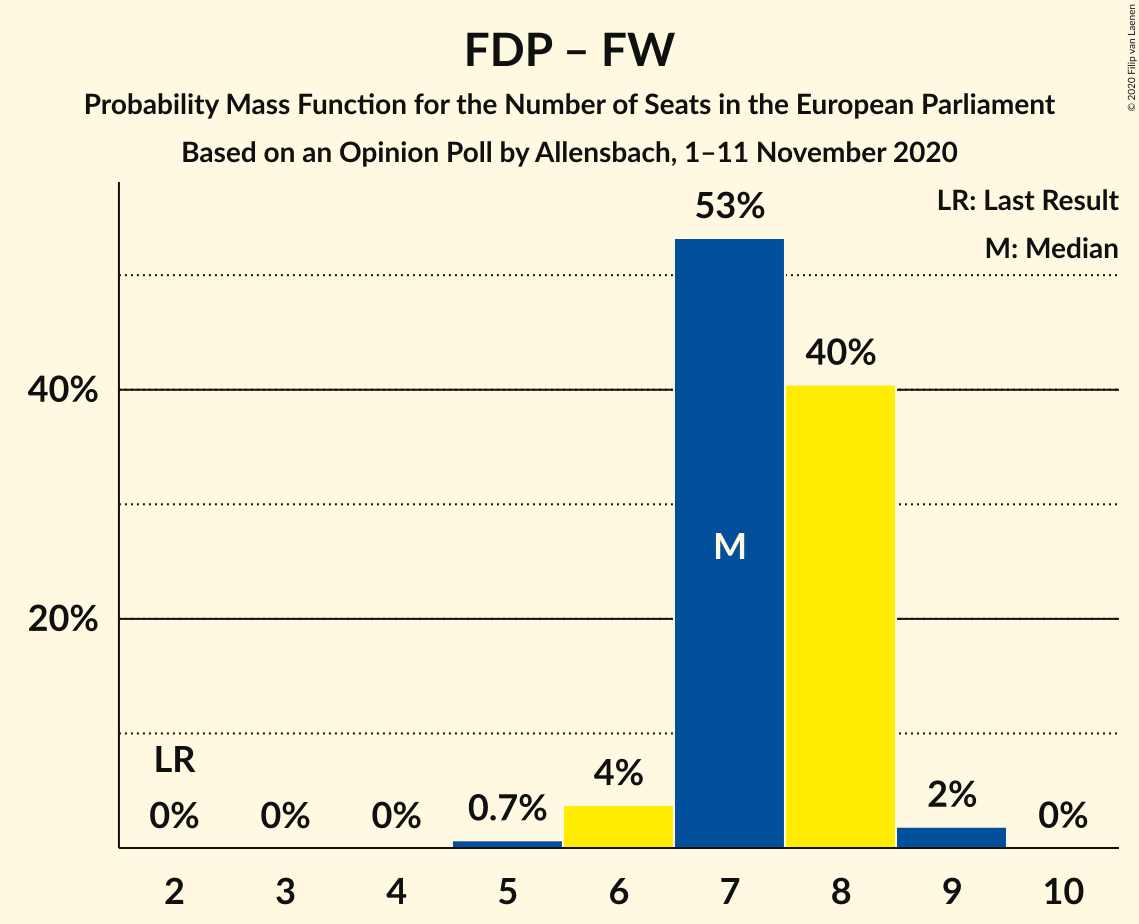 FDP – FW
Probability Mass Function for the Number of Seats in the European Parliament
Based on an Opinion Poll by Allensbach, 1–11 November 2020
© 2020 Filip van Laenen
LR: Last Result
M: Median
53%
40%
40%
M
20%
LR
0%
0%
0%
0.7%
4%
2%
0%
2
3
4
5
6
7
8
9
10